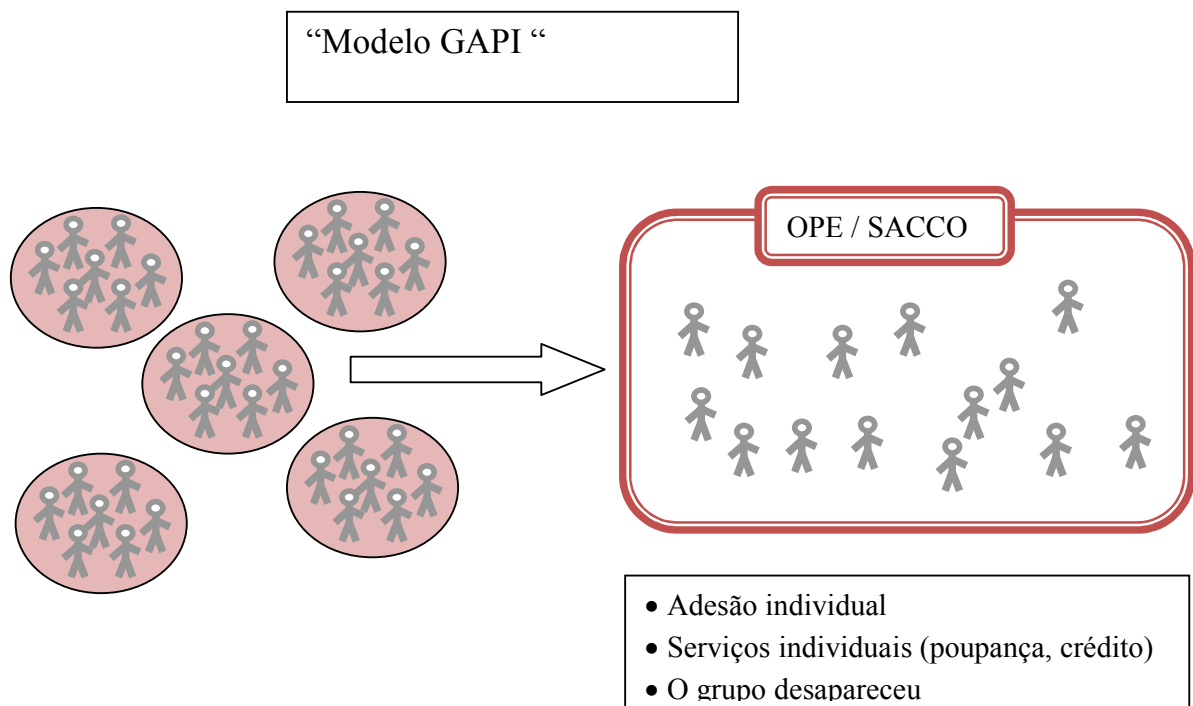 “Modelo GAPI “
OPE / SACCO
• Adesão individual
• Serviços individuais (poupança, crédito)
• O grupo desapareceu